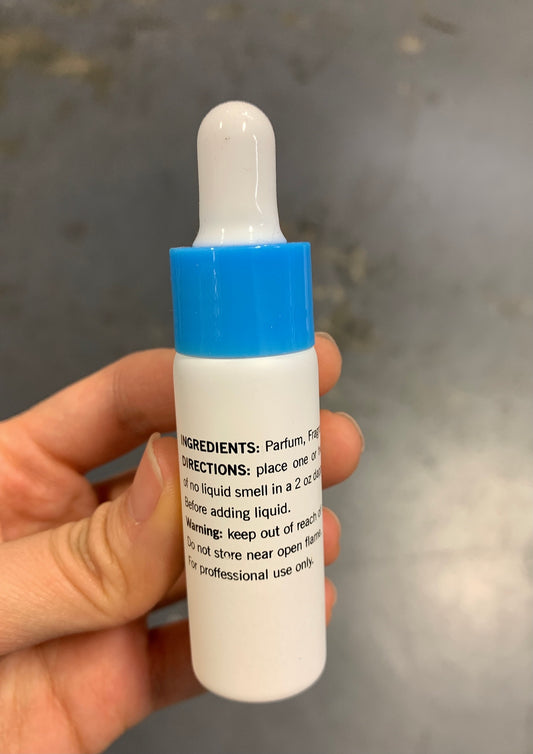 INGREDIENTS: Parfum,
DIRECTIONS: place one or
of no liquid smell in a 2 oz
Before adding liquid.
Warning: keep out of reach
Do not store near open flame.
For proffessional use only.